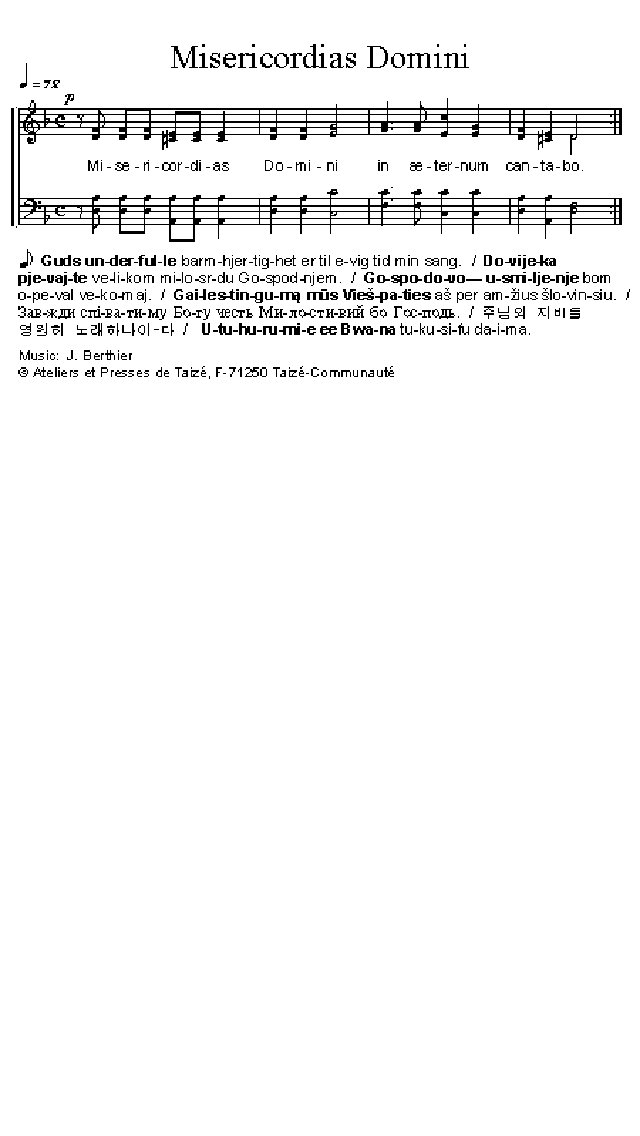 Misericordias Domini
♩ = 72
p
Mi-se-ri-cor-di-as Do-mi-ni in æ-ter-num can-ta-bo.
♪ Guds un-der-ful-le barm-hjer-tig-het er til e-vig tid min sang. / Do-vije-ka
pje-vaj-te ve-li-kom mi-lo-sr-du Go-spod-njem. / Go-spo-do-vo— u-smi-lje-nje bom
o-pe-val ve-ko-maj. / Gai-les-tin-gu-mą mūs Vieš-pa-ties aš per am-žius šlo-vin-siu. /
Зав-жди спі-ва-ти-му Бо-гу честь Ми-ло-сти-вий бо Гос-подь. / 주님의 자비를
영원히 노래하나이-다 / U-tu-hu-ru-mi-e ee Bwa-na tu-ku-si-fu da-i-ma.
Music: J. Berthier
© Ateliers et Presses de Taizé, F-71250 Taizé-Communauté